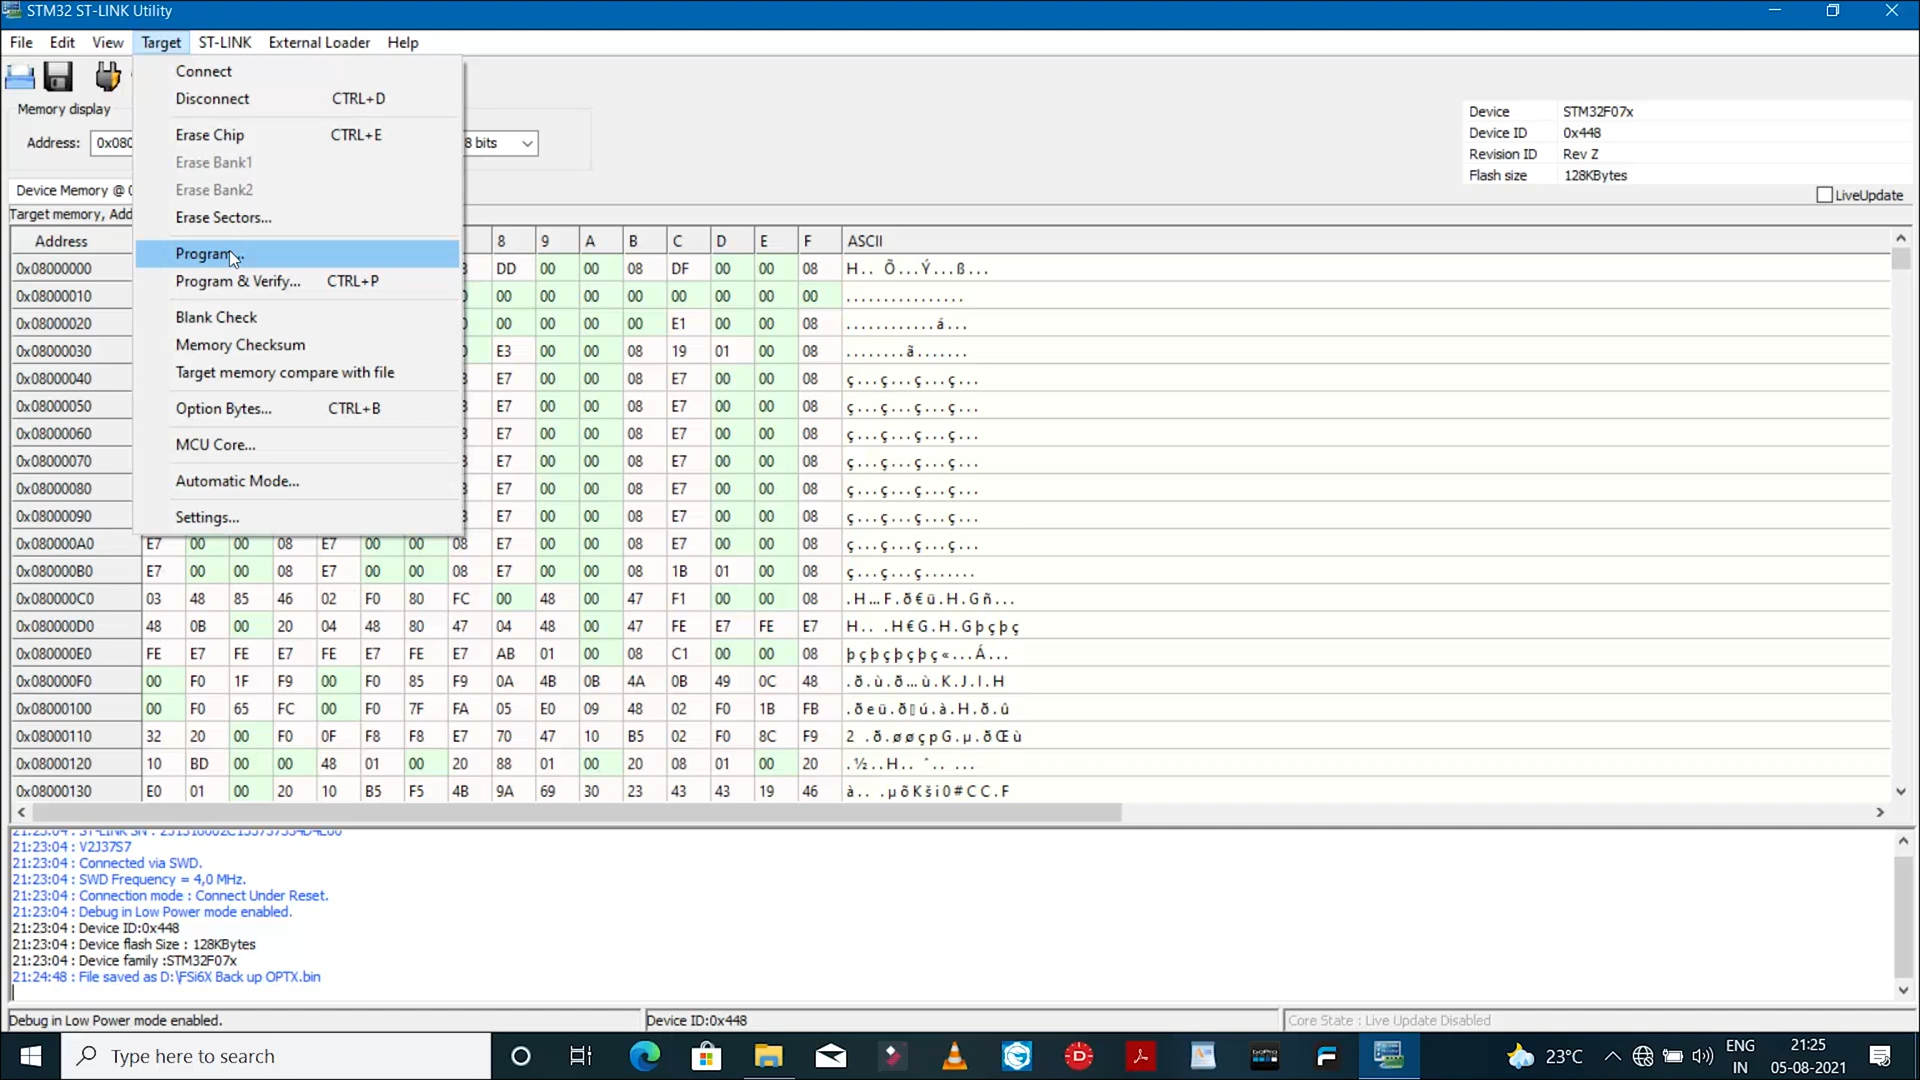 STM32 ST-LINK Utility
File Edit View Target ST-LINK External Loader Help
Connect
Disconnect CTRL+D
Erase Chip CTRL+E
Erase Bank1
Erase Bank2
Erase Sectors...
Program...
Program & Verify... CTRL+P
Blank Check
Memory Checksum
Target memory compare with file
Option Bytes... CTRL+B
MCU Core...
Automatic Mode...
Settings...
Memory display
Address: 0x080 8 bits
Device STM32F07x
Device ID 0x448
Revision ID Rev Z
Flash size 128KBytes
LiveUpdate
Device Memory @
Target memory, Add
Address 8 9 A B C D E F ASCII
0x08000000 DD 00 00 08 DF 00 00 08 H.. Õ...Ý...ß...
0x08000010 00 00 00 00 00 00 00 00 ................
0x08000020 00 00 00 00 E1 00 00 08 ............á...
0x08000030 E3 00 00 08 19 01 00 08 ........ã.......
0x08000040 E7 00 00 08 E7 00 00 08 ç...ç...ç...ç...
0x08000050 E7 00 00 08 E7 00 00 08 ç...ç...ç...ç...
0x08000060 E7 00 00 08 E7 00 00 08 ç...ç...ç...ç...
0x08000070 E7 00 00 08 E7 00 00 08 ç...ç...ç...ç...
0x08000080 E7 00 00 08 E7 00 00 08 ç...ç...ç...ç...
0x08000090 E7 00 00 08 E7 00 00 08 ç...ç...ç...ç...
0x080000A0 E7 00 00 08 E7 00 00 08 E7 00 00 08 E7 00 00 08 ç...ç...ç...ç...
0x080000B0 E7 00 00 08 E7 00 00 08 E7 00 00 08 1B 01 00 08 ç...ç...ç.......
0x080000C0 03 48 85 46 02 F0 80 FC 00 48 00 47 F1 00 00 08 .H…F.ð€ü.H.Gñ...
0x080000D0 48 0B 00 20 04 48 80 47 04 48 00 47 FE E7 FE E7 H.. .H€G.H.Gþçþç
0x080000E0 FE E7 FE E7 FE E7 FE E7 AB 01 00 08 C1 00 00 08 þçþçþçþç«...Á...
0x080000F0 00 F0 1F F9 00 F0 85 F9 0A 4B 0B 4A 0B 49 0C 48 .ð.ù.ð…ù.K.J.I.H
0x08000100 00 F0 65 FC 00 F0 7F FA 05 E0 09 48 02 F0 1B FB .ðeü.ð▯ú.à.H.ð.û
0x08000110 32 20 00 F0 0F F8 F8 E7 70 47 10 B5 02 F0 8C F9 2 .ð.øøçpG.µ.ðŒù
0x08000120 10 BD 00 00 48 01 00 20 88 01 00 20 08 01 00 20 .½..H.. ˆ.. ...
0x08000130 E0 01 00 20 10 B5 F5 4B 9A 69 30 23 43 43 19 46 à.. .µõKši0#CC.F
21:23:04 : V2J37S7
21:23:04 : Connected via SWD.
21:23:04 : SWD Frequency = 4,0 MHz.
21:23:04 : Connection mode : Connect Under Reset.
21:23:04 : Debug in Low Power mode enabled.
21:23:04 : Device ID:0x448
21:23:04 : Device flash Size : 128KBytes
21:23:04 : Device family :STM32F07x
21:24:48 : File saved as D:\FSi6X Back up OPTX.bin
Debug in Low Power mode enabled. Device ID:0x448 Core State : Live Update Disabled
Type here to search
GoPro
23°C
ENG
IN
21:25
05-08-2021